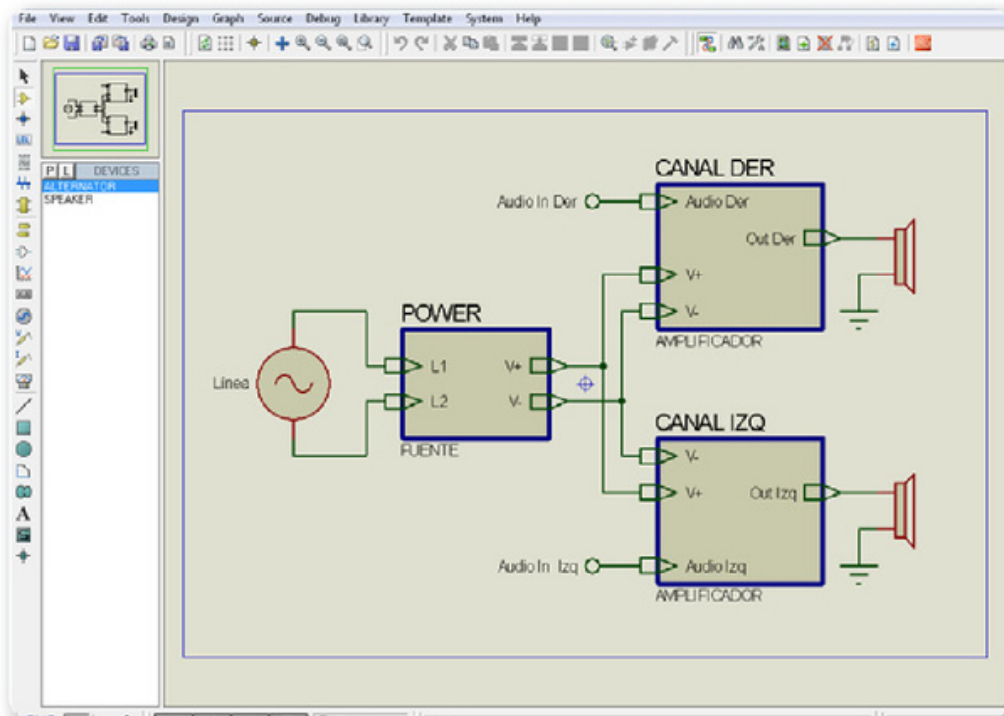 File View Edit Tools Design Graph Source Debug Library Template System Help
P L DEVICES
ALTERNATOR
SPEAKER
CANAL DER
Audio In Der
Audio Der
Out Der
V+
V-
AMPLIFICADOR
POWER
Linea
L1 V+
L2 V-
FUENTE
CANAL IZQ
V-
V+
Out Izq
Audio In Izq
Audio Izq
AMPLIFICADOR
A